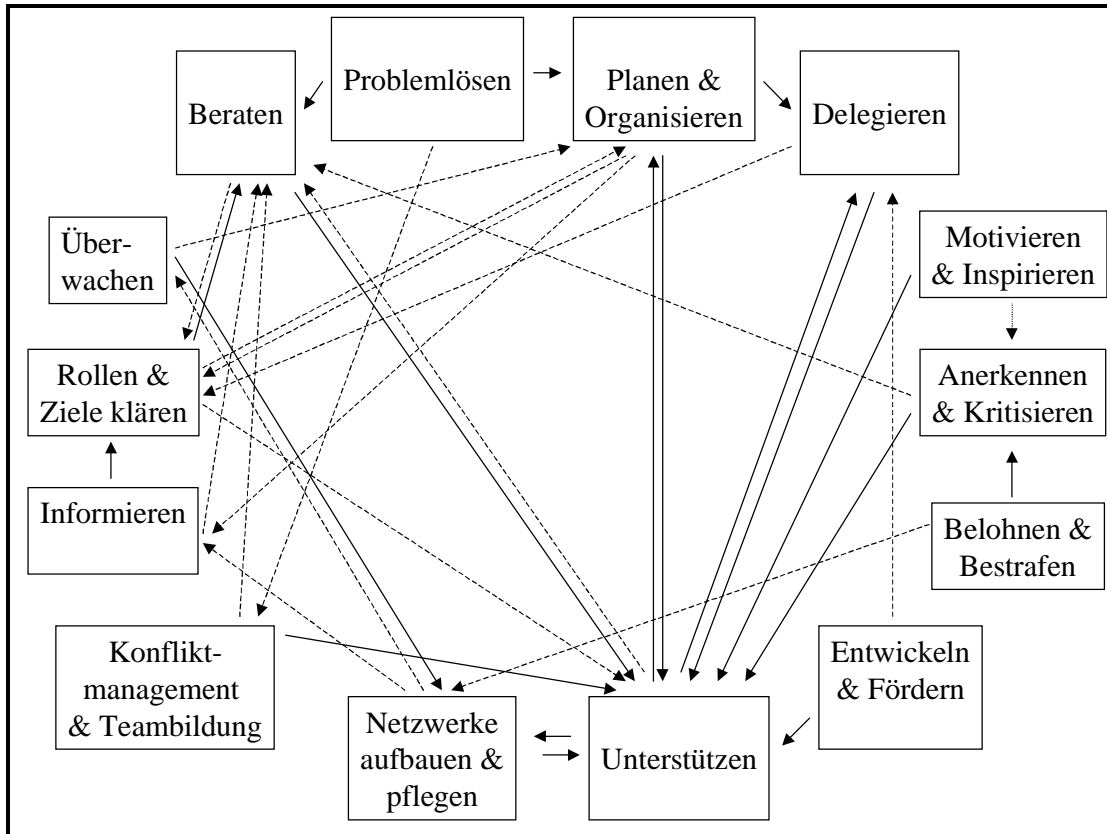 Problemlösen
Planen &
Organisieren
Beraten
Delegieren
Über-
wachen
Motivieren
& Inspirieren
Rollen &
Ziele klären
Anerkennen
& Kritisieren
Informieren
Belohnen &
Bestrafen
Konflikt-
management
& Teambildung
Entwickeln
& Fördern
Netzwerke
aufbauen &
pflegen
Unterstützen